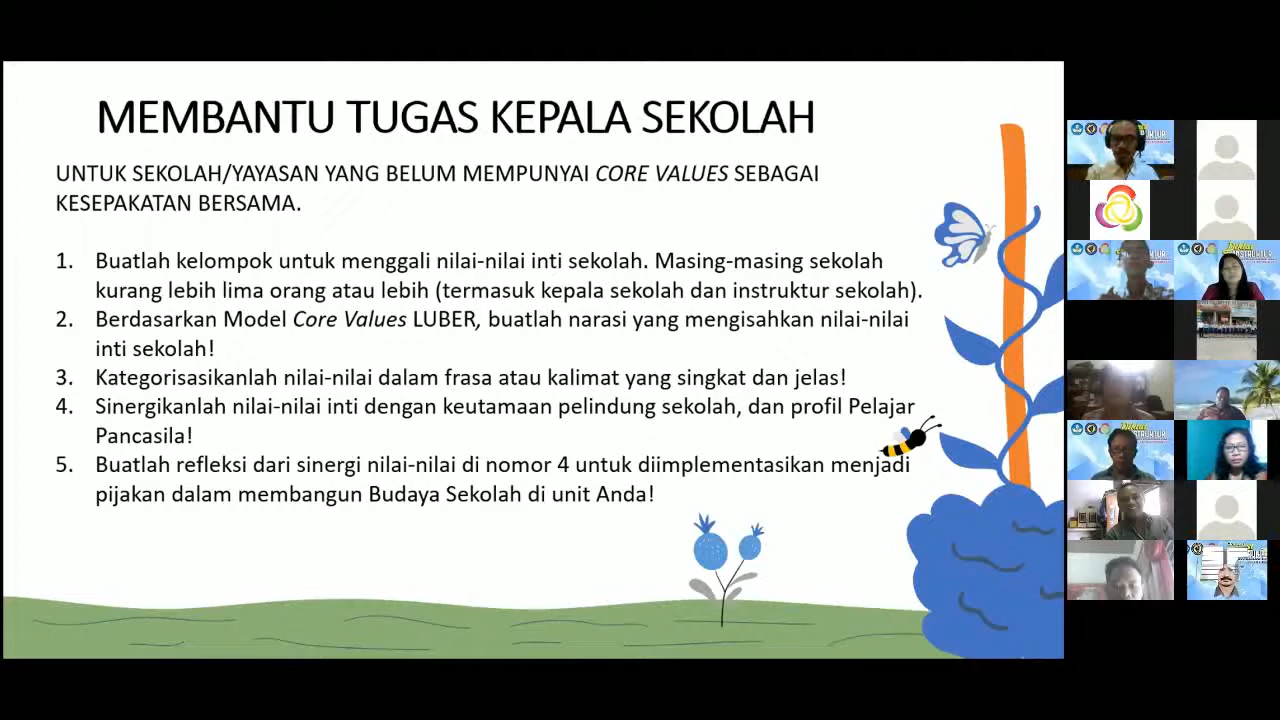 MEMBANTU TUGAS KEPALA SEKOLAH
UNTUK SEKOLAH/YAYASAN YANG BELUM MEMPUNYAI CORE VALUES SEBAGAI
KESEPAKATAN BERSAMA.
1. Buatlah kelompok untuk menggali nilai-nilai inti sekolah. Masing-masing sekolah
kurang lebih lima orang atau lebih (termasuk kepala sekolah dan instruktur sekolah).
2. Berdasarkan Model Core Values LUBER, buatlah narasi yang mengisahkan nilai-nilai
inti sekolah!
3. Kategorisasikanlah nilai-nilai dalam frasa atau kalimat yang singkat dan jelas!
4. Sinergikanlah nilai-nilai inti dengan keutamaan pelindung sekolah, dan profil Pelajar
Pancasila!
5. Buatlah refleksi dari sinergi nilai-nilai di nomor 4 untuk diimplementasikan menjadi
pijakan dalam membangun Budaya Sekolah di unit Anda!